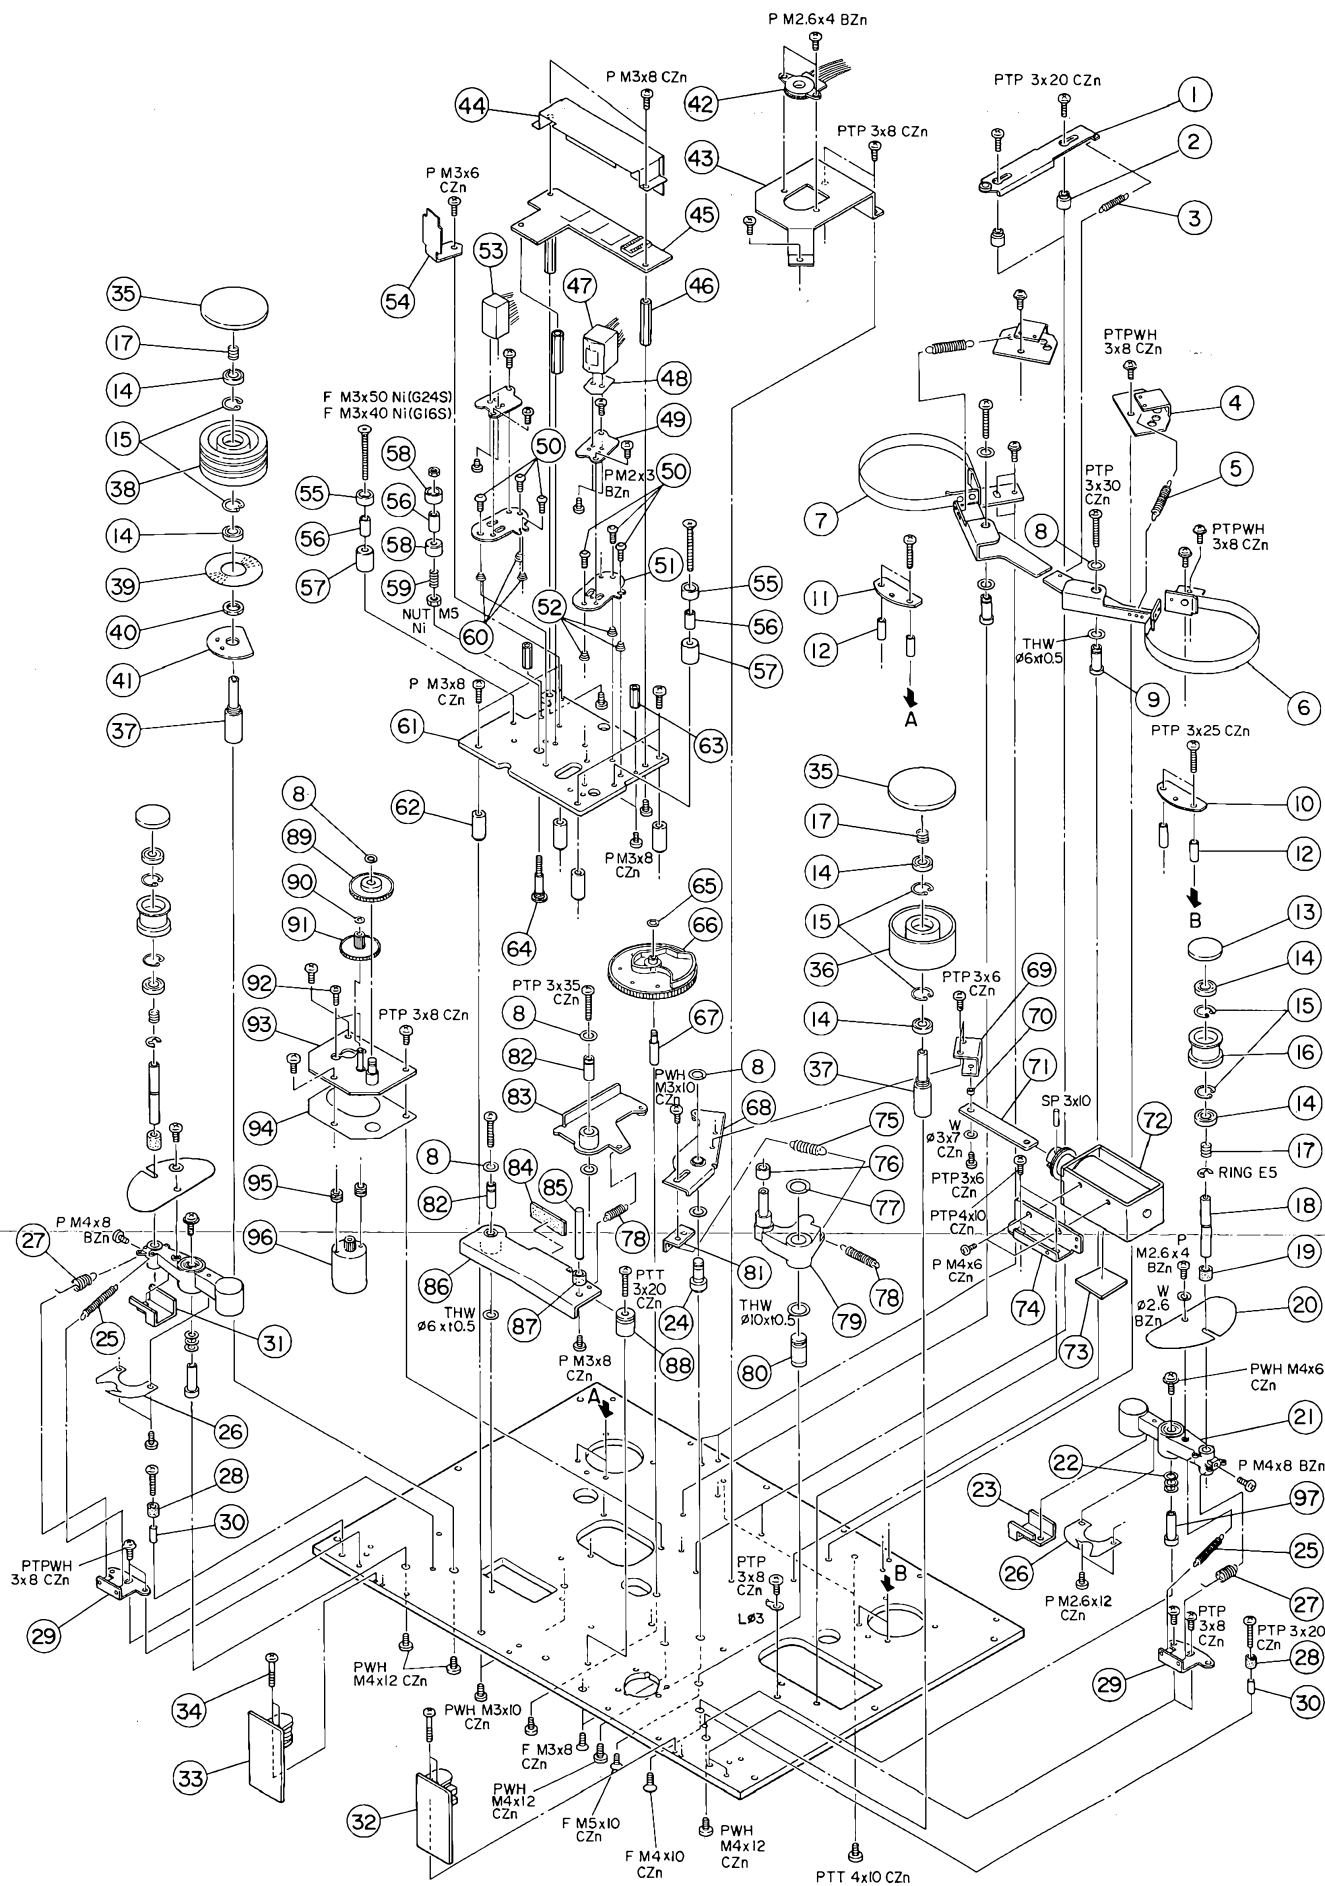 P M2.6x4 BZn
P M3x8 CZn
42
PTP 3x20 CZn
1
44
PTP 3x8 CZn
2
43
P M3x6
CZn
3
45
53
54
47
46
35
17
PTPWH
3x8 CZn
14
48
4
F M3x50 Ni(G24S)
F M3x40 Ni(G16S)
49
15
58
50
5
38
P M2x3
BZn
50
PTP
3x30
CZn
7
55
56
8
PTPWH
3x8 CZn
14
56
58
51
57
55
39
59
11
52
56
40
NUT M5
Ni
60
12
THW
Ø6xt0.5
57
41
P M3x8
CZn
9
6
A
37
61
63
PTP 3x25 CZn
35
8
10
62
17
89
P M3x8
CZn
12
14
90
65
B
15
91
64
66
13
36
PTP 3x6
CZn
69
14
92
PTP 3x35
CZn
70
15
93
PTP 3x8 CZn
8
67
14
71
82
PWH
M3x10
CZn
8
16
37
SP 3x10
83
68
72
14
94
W
Ø3x7
CZn
75
17
8
84
76
RING E5
95
85
PTP3x6
CZn
82
77
18
P M4x8
BZn
78
PTP4x10
CZn
P
M2.6x4
BZn
27
96
19
86
PTT
3x20
CZn
81
P M4x6
CZn
W
Ø2.6
BZn
25
THW
Ø6xt0.5
78
20
31
87
24
THW
Ø10xt0.5
79
74
88
73
P M3x8
CZn
80
PWH M4x6
CZn
A
26
21
22
P M4x8 BZn
28
23
97
30
PTPWH
3x8 CZn
PTP
3x8
CZn
25
B
26
29
LØ3
P M2.6x12
CZn
27
PTP
3x8
CZn
PTP 3x20
CZn
PWH
M4x12 CZn
28
34
29
PWH M3x10
CZn
30
33
F M3x8
CZn
PWH
M4x12
CZn
32
F M5x10
CZn
PWH
M4x12
CZn
F M4x10
CZn
PTT 4x10 CZn